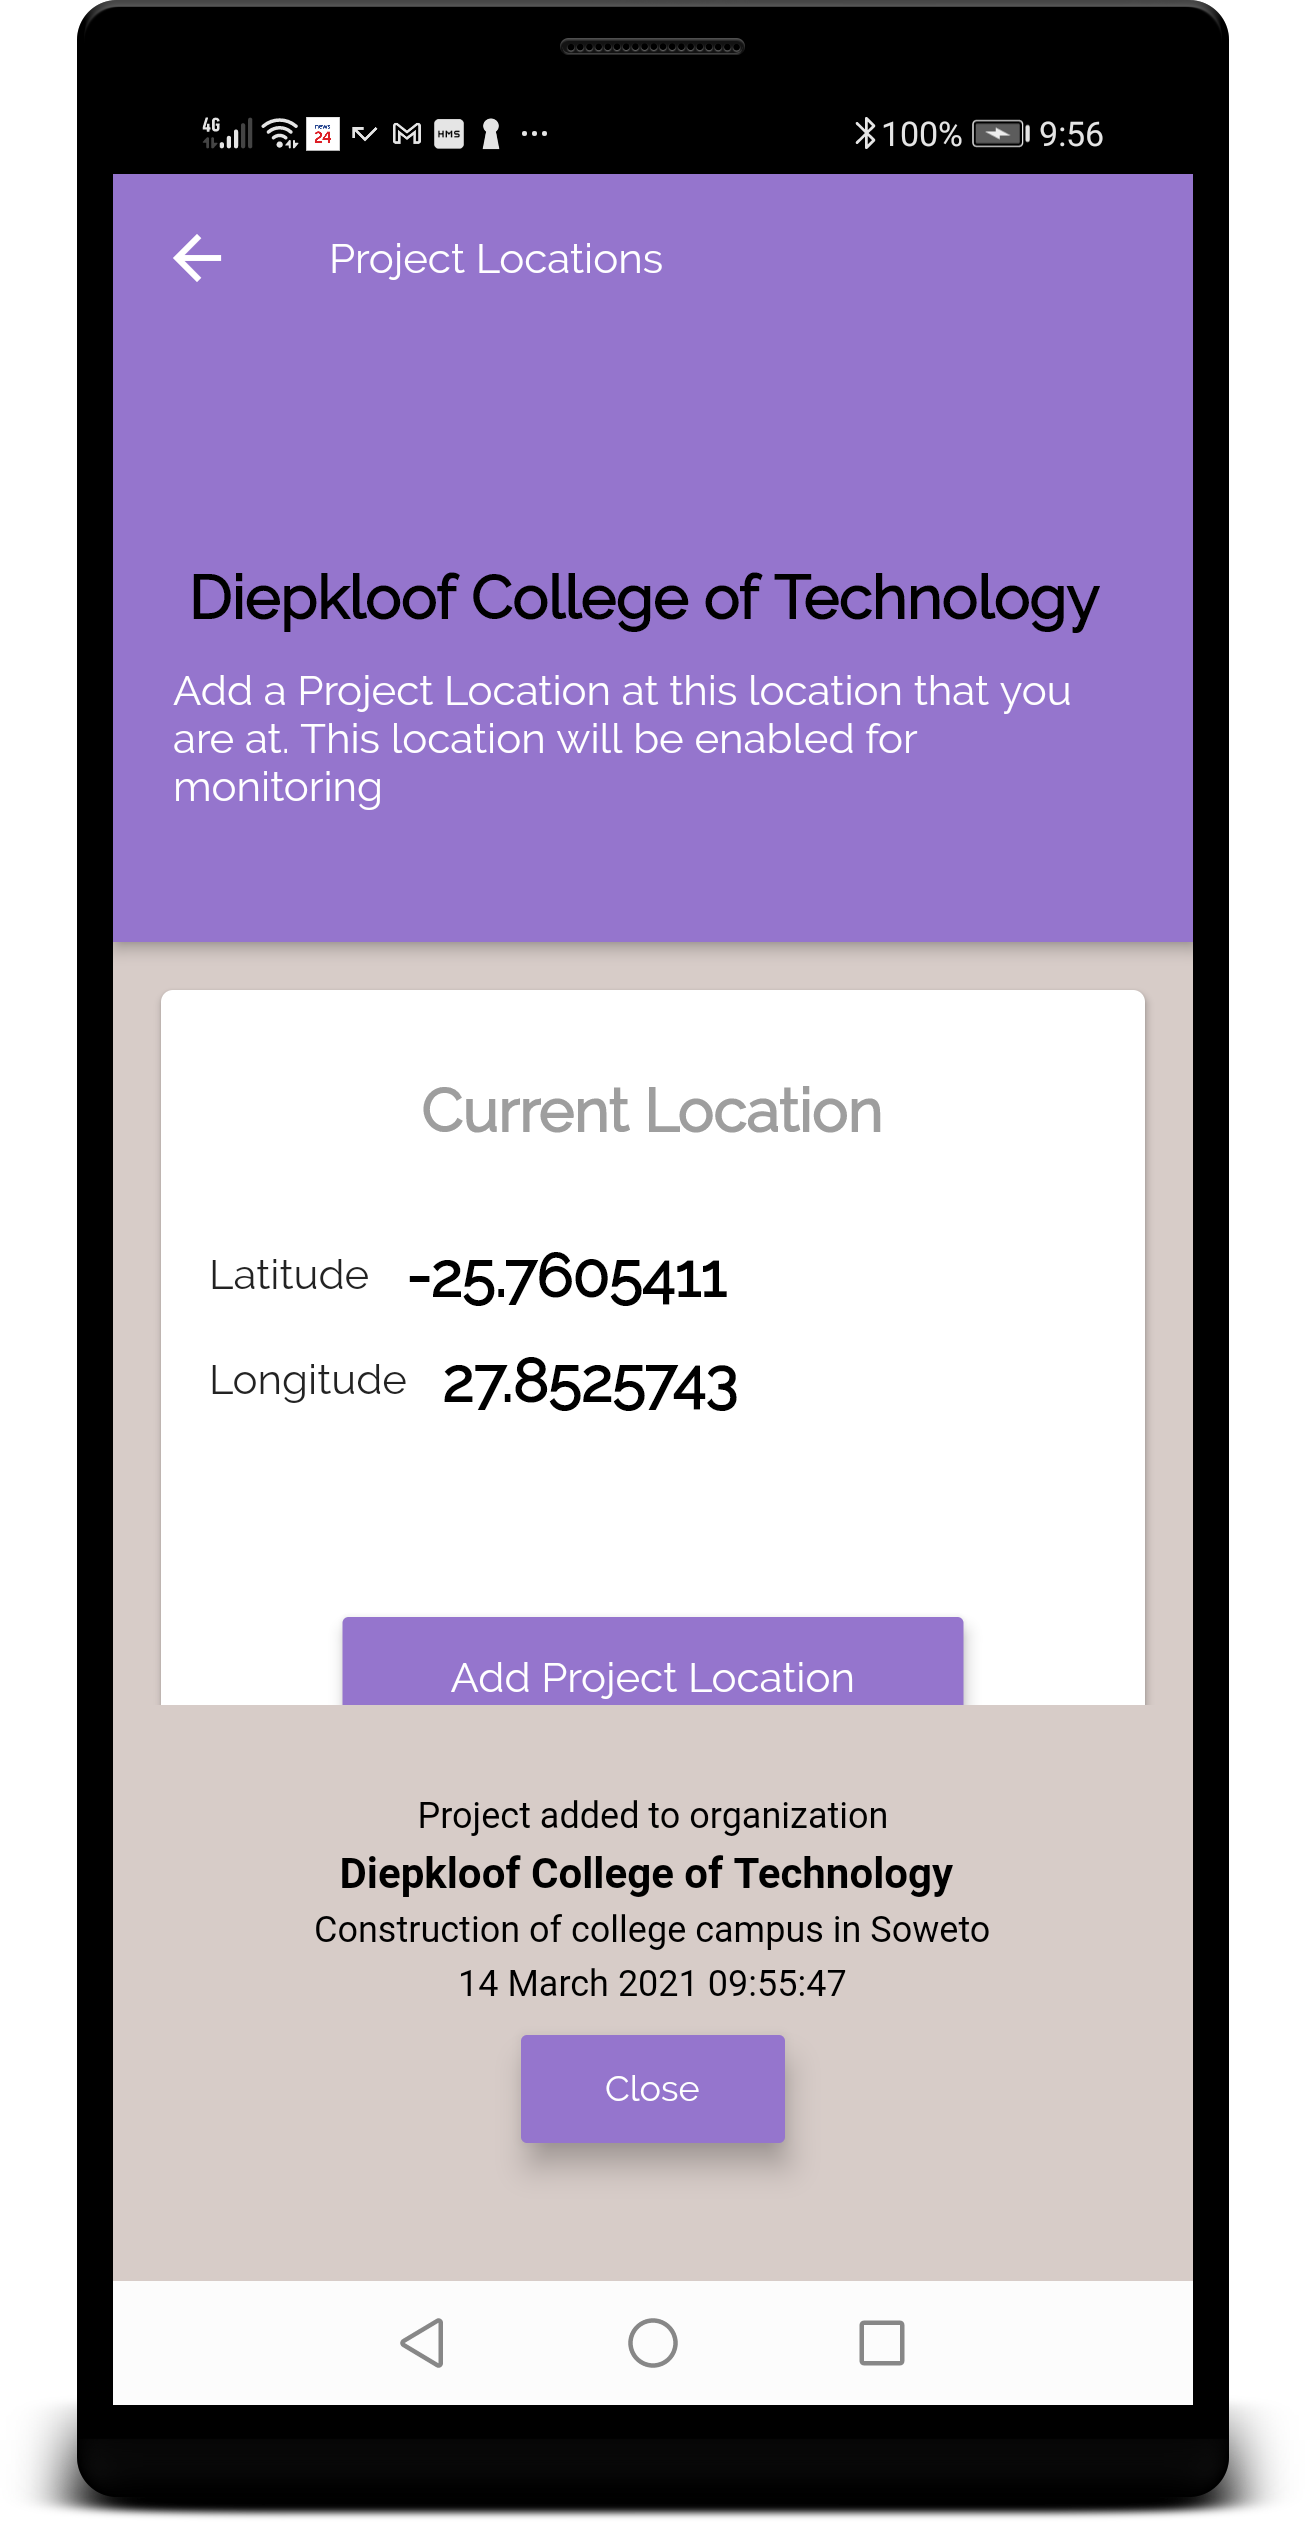 4G
news
24
HMS
100%
9:56
Project Locations
Diepkloof College of Technology
Add a Project Location at this location that you
are at. This location will be enabled for
monitoring
Current Location
Latitude -25.7605411
Longitude 27.8525743
Add Project Location
Project added to organization
Diepkloof College of Technology
Construction of college campus in Soweto
14 March 2021 09:55:47
Close